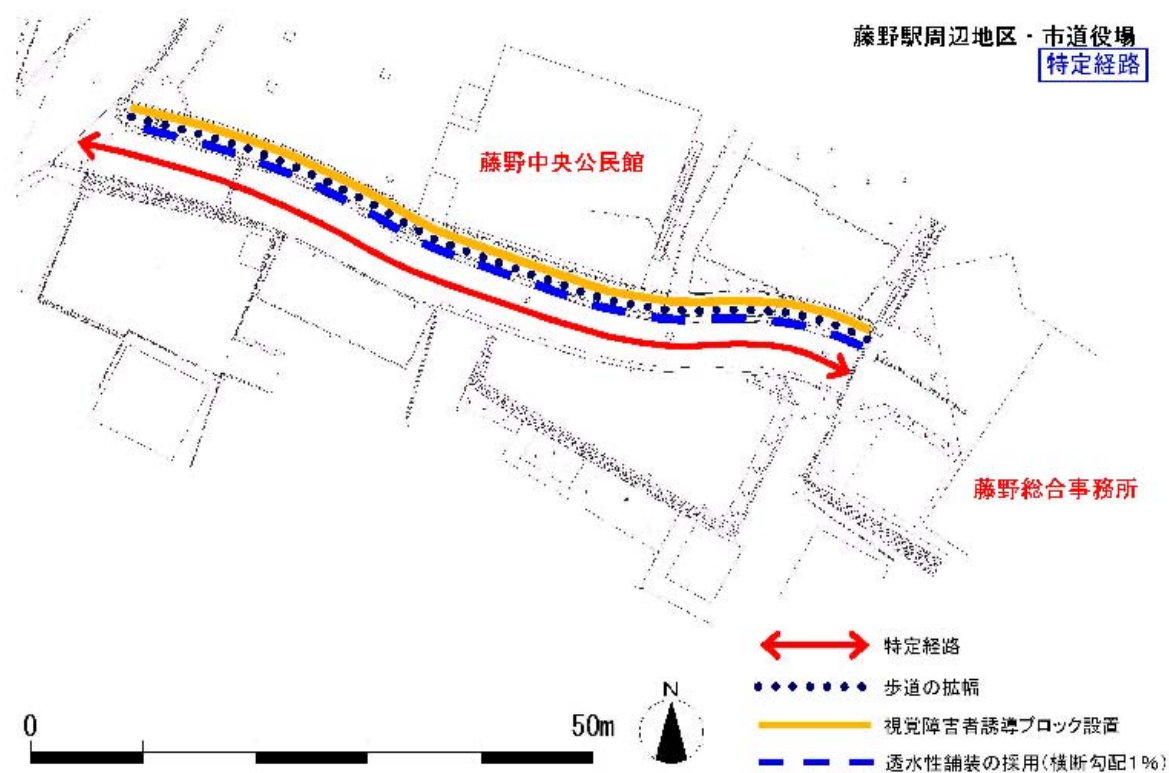 藤野駅周辺地区・市道役場
特定経路
藤野中央公民館
藤野総合事務所
特定経路
歩道の拡幅
視覚障害者誘導ブロック設置
透水性舗装の採用(横断勾配1%)
0
50m
N